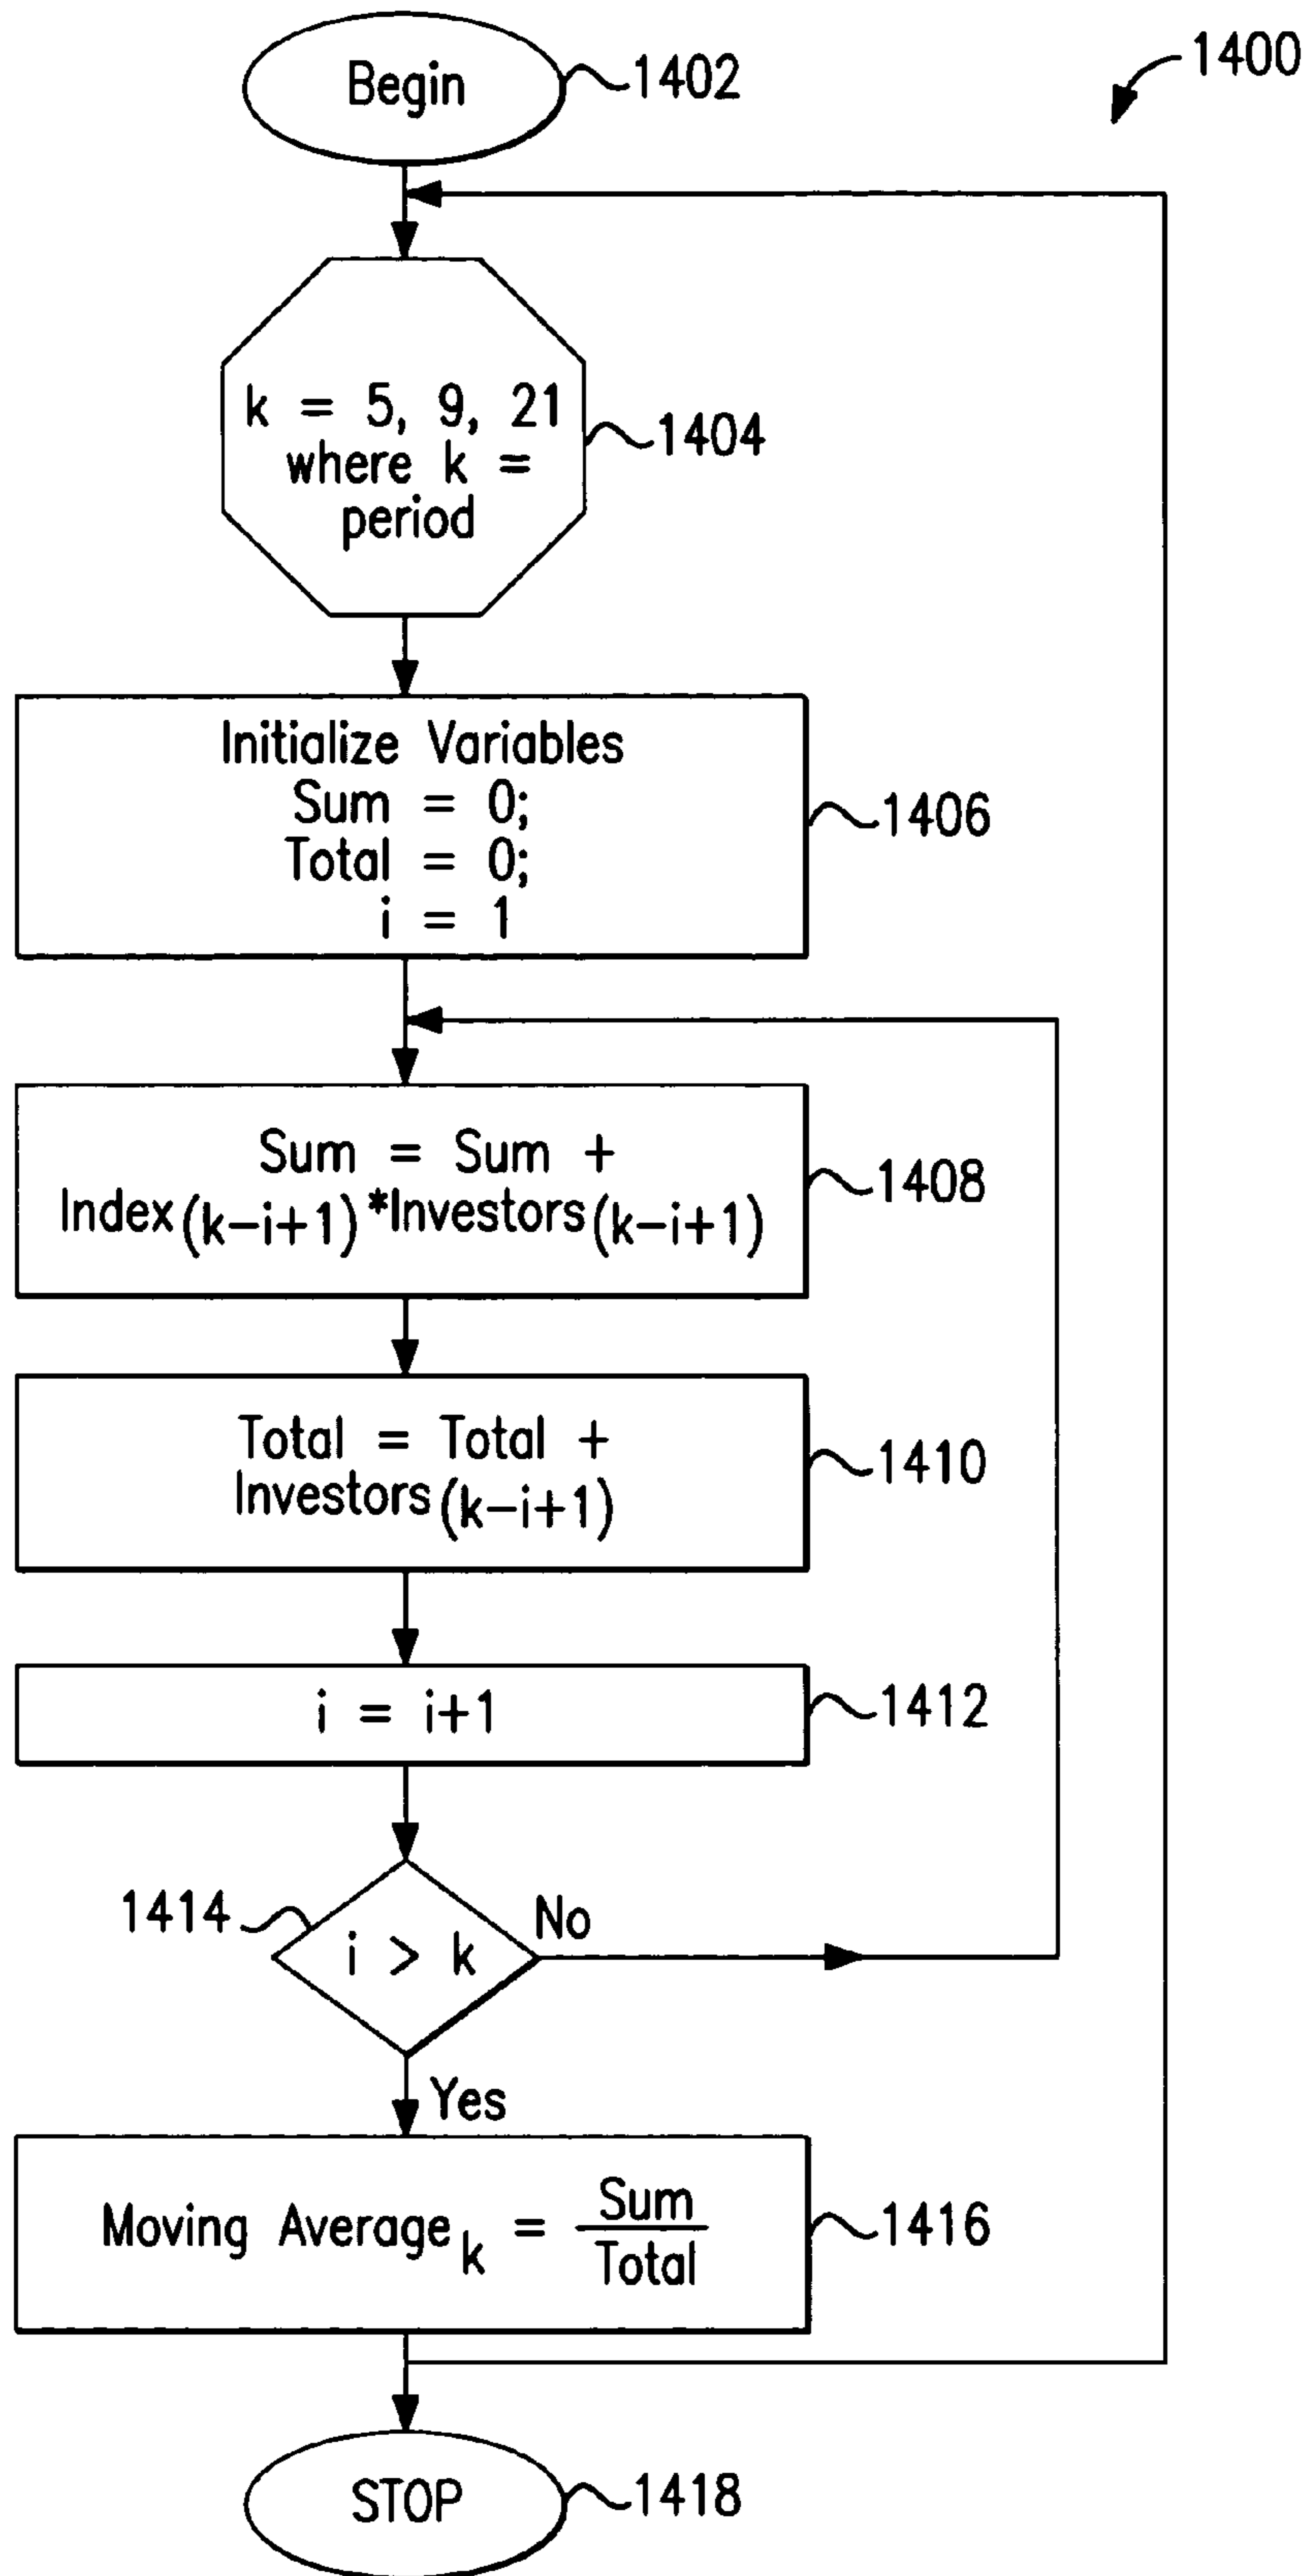 1400
Begin
1402
k = 5, 9, 21
where k =
period
1404
Initialize Variables
Sum = 0;
Total = 0;
i = 1
1406
Sum = Sum +
Index(k-i+1)*Investors(k-i+1)
1408
Total = Total +
Investors(k-i+1)
1410
i = i+1
1412
1414
i > k
No
Yes
Moving Average k = Sum
Total
1416
STOP
1418